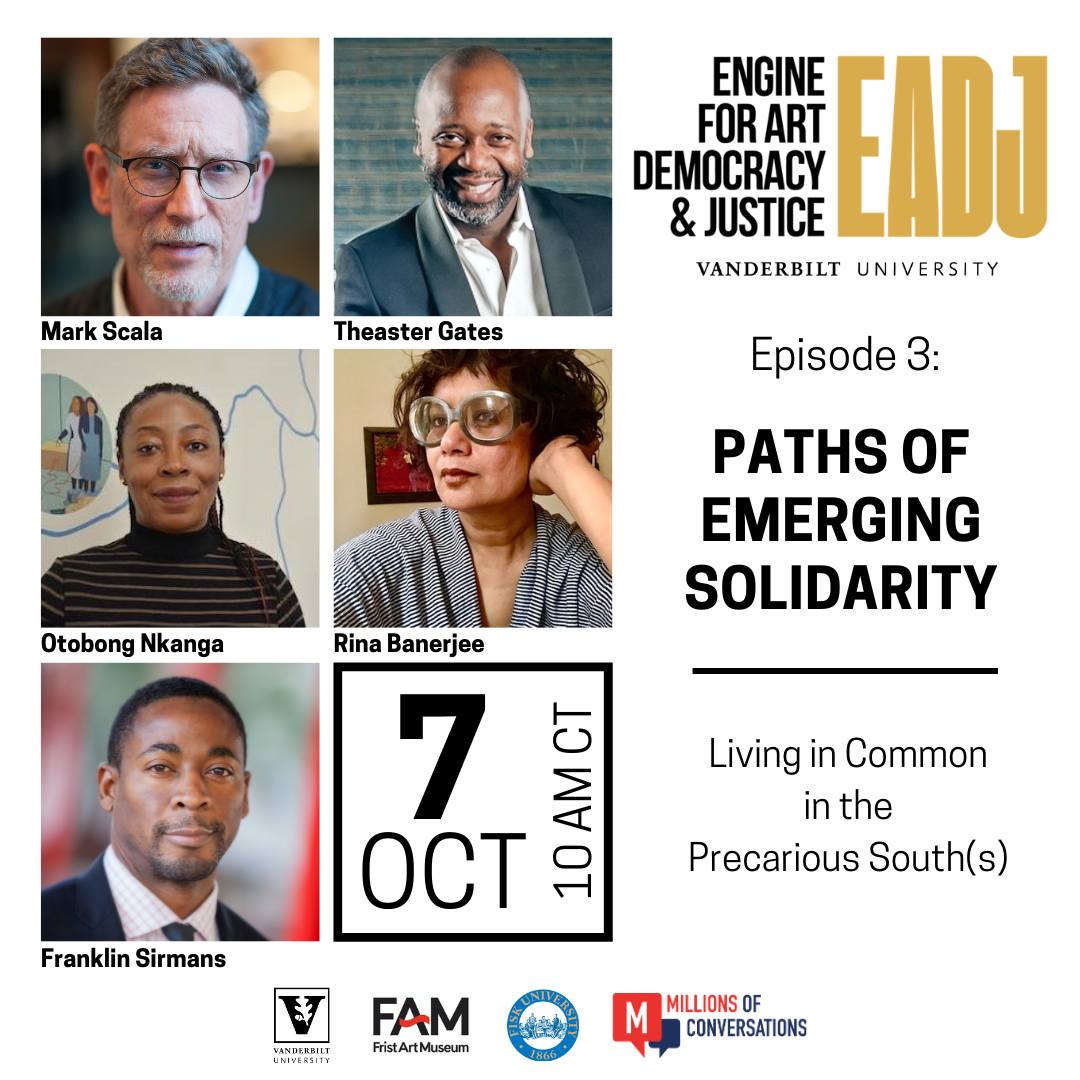 ENGINE
FOR ART
DEMOCRACY
& JUSTICE
EADJ
VANDERBILT UNIVERSITY
Mark Scala
Theaster Gates
Otobong Nkanga
Rina Banerjee
Franklin Sirmans
Episode 3:
PATHS OF
EMERGING
SOLIDARITY
Living in Common
in the
Precarious South(s)
7
OCT
10 AM CT
V
VANDERBILT
UNIVERSITY
FAM
Frist Art Museum
FISK UNIVERSITY
1866
M
MILLIONS OF
CONVERSATIONS